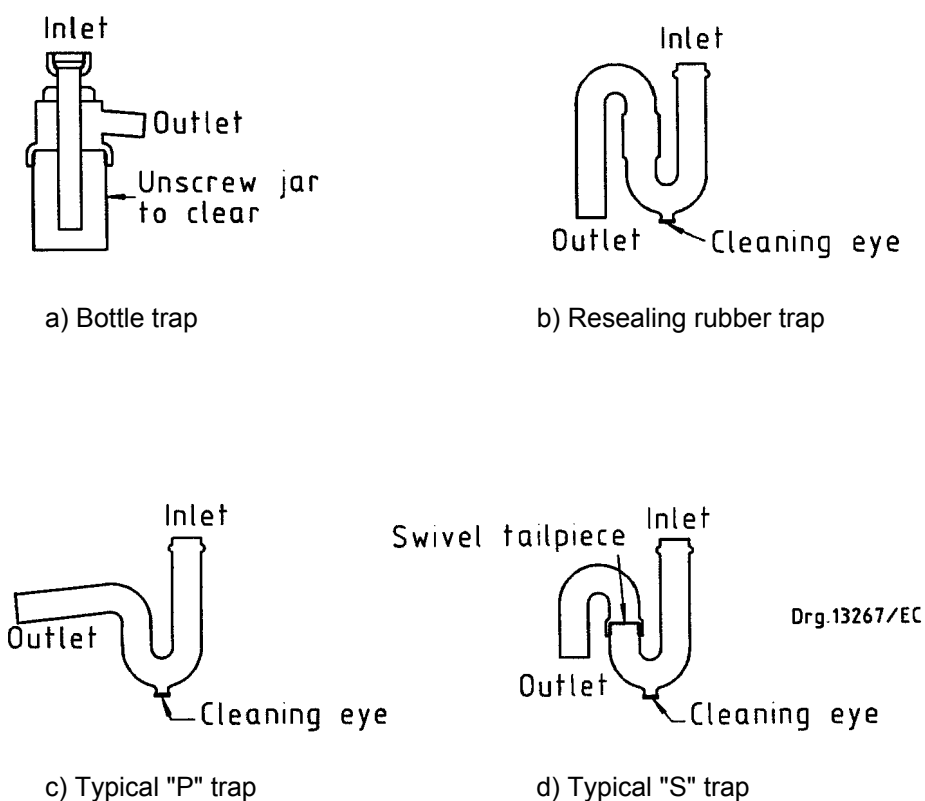 Inlet
Outlet
Unscrew jar
to clear
a) Bottle trap
Inlet
Outlet
Cleaning eye
b) Resealing rubber trap
Inlet
Outlet
Cleaning eye
c) Typical "P" trap
Swivel tailpiece
Inlet
Outlet
Cleaning eye
Drg.13267/EC
d) Typical "S" trap